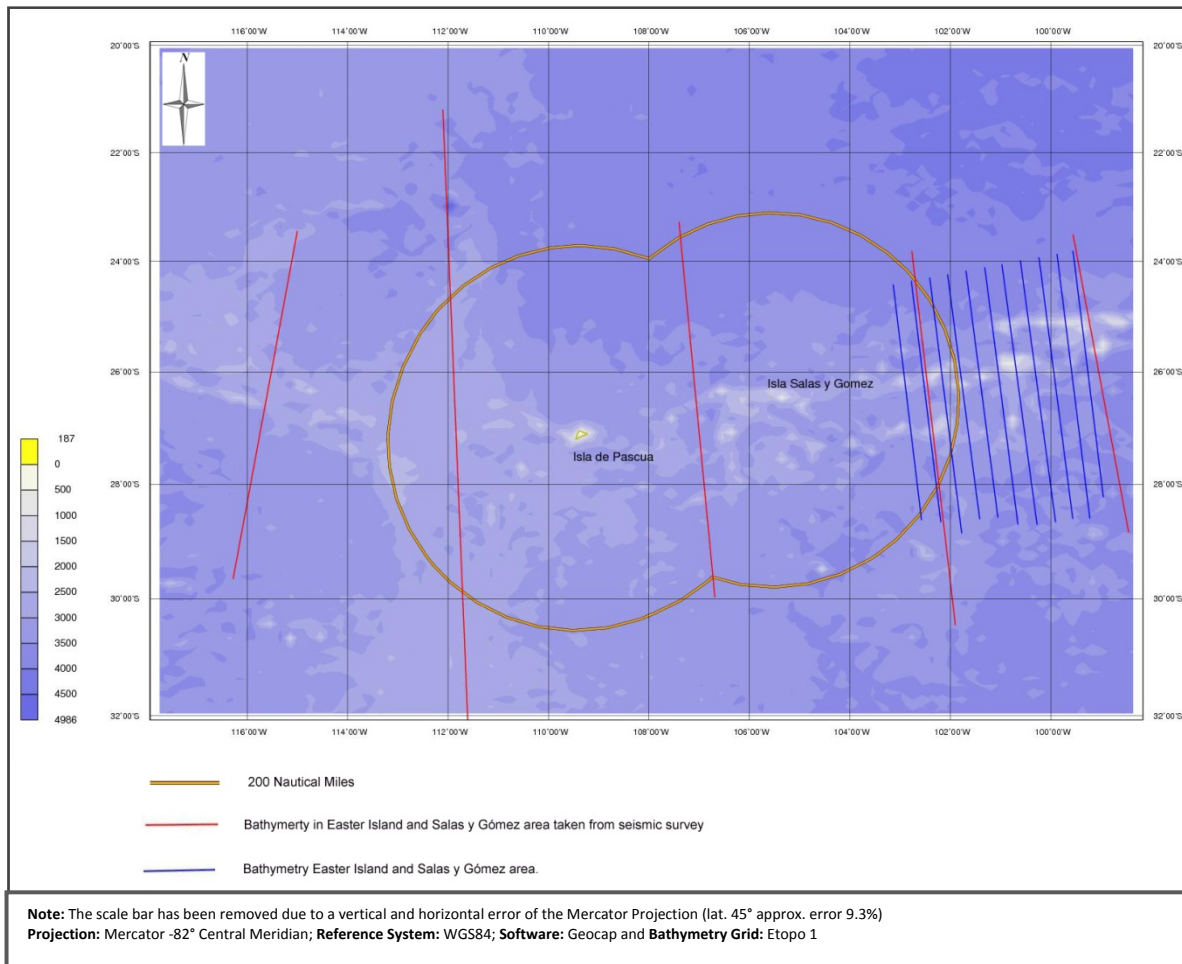 116°00'W 114°00'W 112°00'W 110°00'W 108°00'W 106°00'W 104°00'W 102°00'W 100°00'W
20°00'S 20°00'S
N
22°00'S 22°00'S
24°00'S 24°00'S
26°00'S 26°00'S
Isla Salas y Gomez
Isla de Pascua
28°00'S 28°00'S
30°00'S 30°00'S
32°00'S 32°00'S
187
0
500
1000
1500
2000
2500
3000
3500
4000
4500
4986
116°00'W 114°00'W 112°00'W 110°00'W 108°00'W 106°00'W 104°00'W 102°00'W 100°00'W
200 Nautical Miles
Bathymerty in Easter Island and Salas y Gómez area taken from seismic survey
Bathymetry Easter Island and Salas y Gómez area.
Note: The scale bar has been removed due to a vertical and horizontal error of the Mercator Projection (lat. 45° approx. error 9.3%)
Projection: Mercator -82° Central Meridian; Reference System: WGS84; Software: Geocap and Bathymetry Grid: Etopo 1